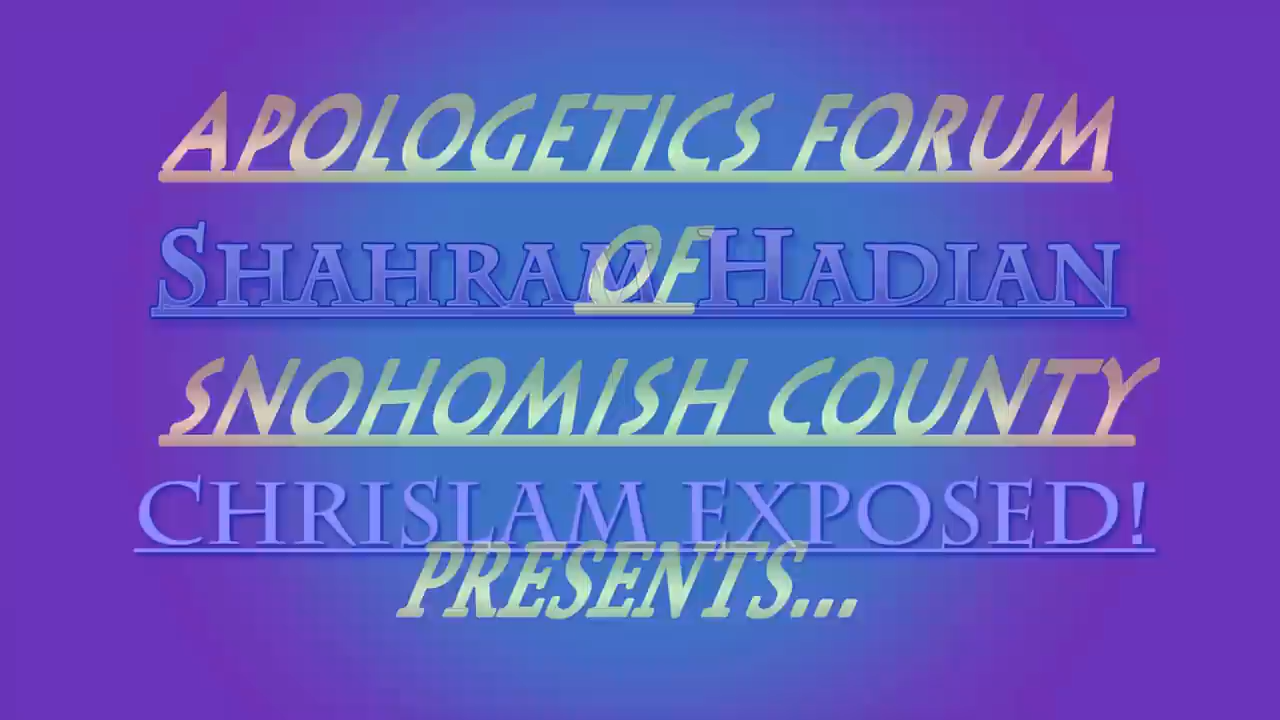 APOLOGETICS FORUM
OF
SHAHRAM HADIAN
SNOHOMISH COUNTY
CHRISLAM EXPOSED!
PRESENTS...